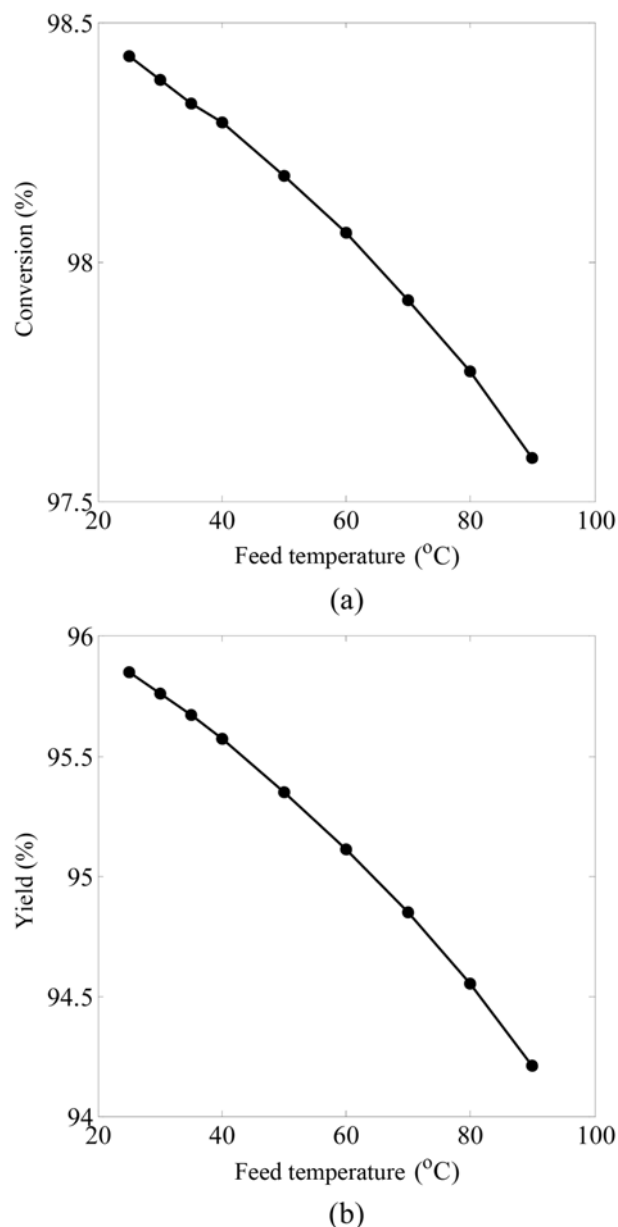 98.5
98
97.5
Conversion (%)
20 40 60 80 100
Feed temperature (°C)
(a)
96
95.5
95
94.5
94
Yield (%)
20 40 60 80 100
Feed temperature (°C)
(b)